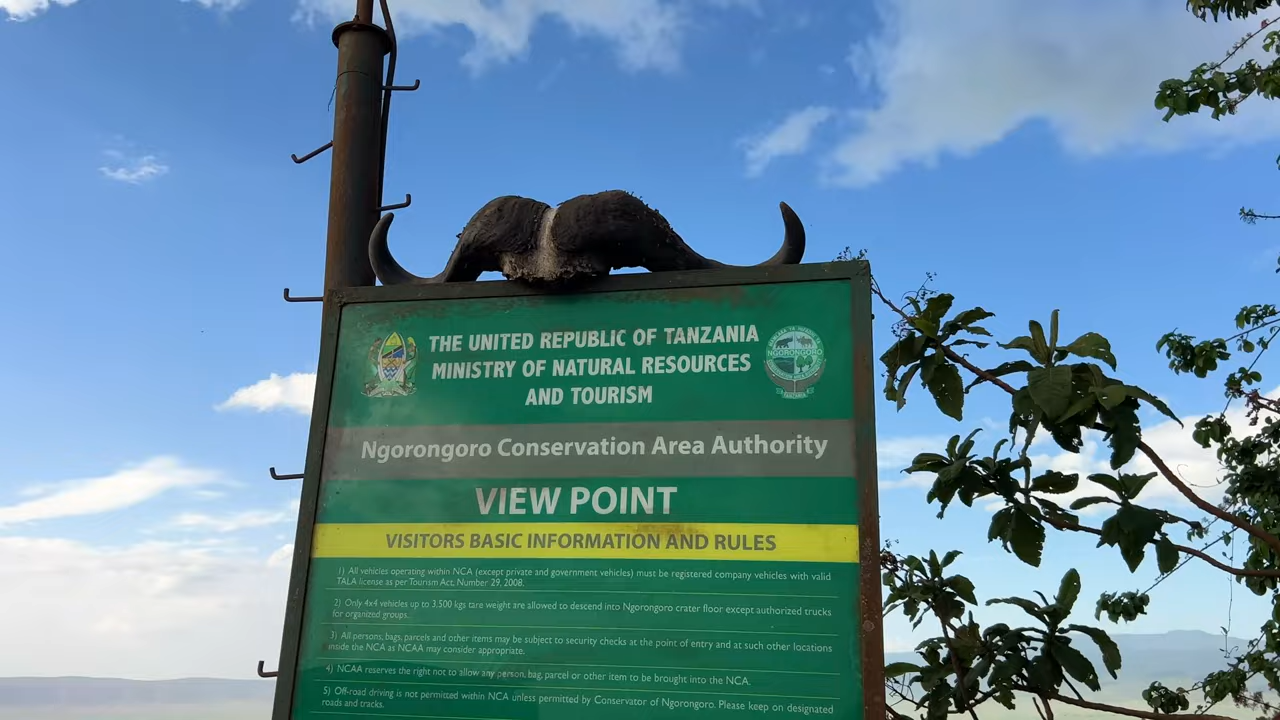 THE UNITED REPUBLIC OF TANZANIA
MINISTRY OF NATURAL RESOURCES
AND TOURISM
NGORONGORO
TANZANIA
Ngorongoro Conservation Area Authority
VIEW POINT
VISITORS BASIC INFORMATION AND RULES
1) All vehicles operating within NCA (except private and government vehicles) must be registered company vehicles with valid
TALA license as per Tourism Act, Number 29, 2008.
2) Only 4x4 vehicles up to 3,500 kgs tare weight are allowed to descend into Ngorongoro crater floor except authorized trucks
for organized groups.
3) All persons, bags, parcels and other items may be subject to security checks at the point of entry and at such other locations
inside the NCA as NCAA may consider appropriate.
4) NCAA reserves the right not to allow any person, bag, parcel or other item to be brought into the NCA.
5) Off-road driving is not permitted within NCA unless permitted by Conservator of Ngorongoro. Please keep on designated
roads and tracks.